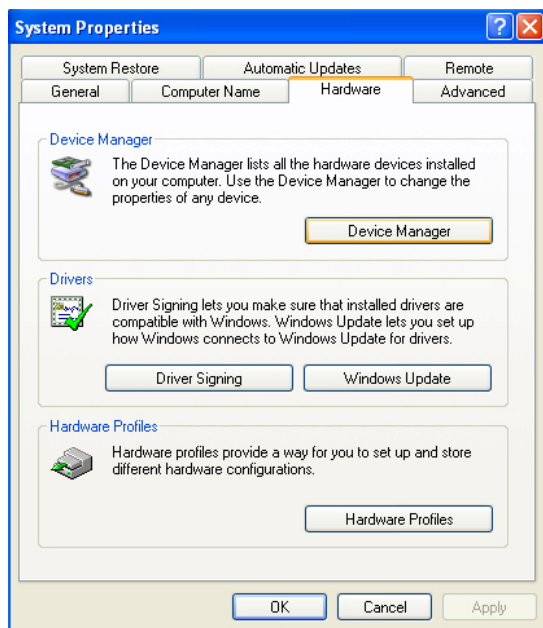 System Properties
System Restore Automatic Updates Remote
General Computer Name Hardware Advanced
Device Manager
The Device Manager lists all the hardware devices installed
on your computer. Use the Device Manager to change the
properties of any device.
Device Manager
Drivers
Driver Signing lets you make sure that installed drivers are
compatible with Windows. Windows Update lets you set up
how Windows connects to Windows Update for drivers.
Driver Signing Windows Update
Hardware Profiles
Hardware profiles provide a way for you to set up and store
different hardware configurations.
Hardware Profiles
OK Cancel Apply